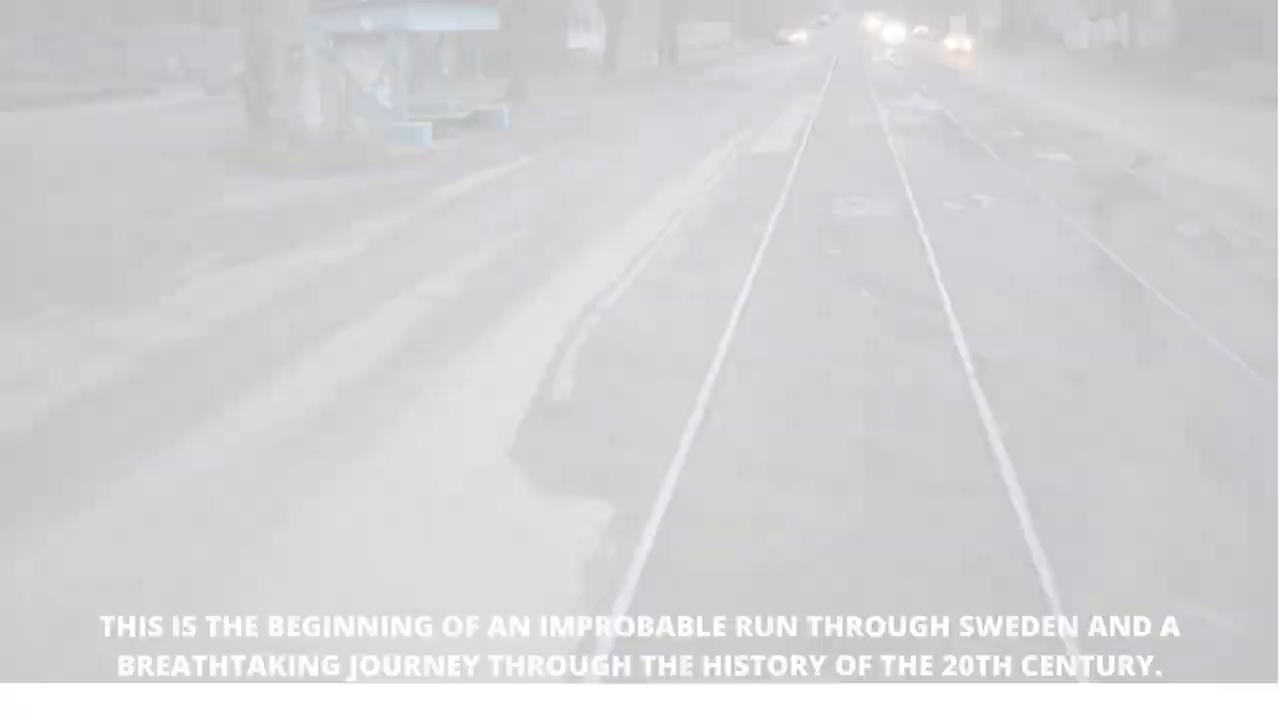 THIS IS THE BEGINNING OF AN IMPROBABLE RUN THROUGH SWEDEN AND A
BREATHTAKING JOURNEY THROUGH THE HISTORY OF THE 20TH CENTURY.